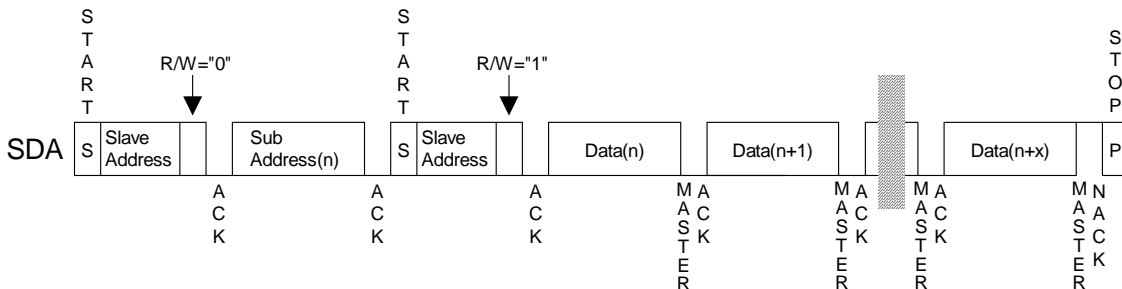 START
START
STOP
R/W="0"
R/W="1"
SDA
S
Slave
Address
Sub
Address(n)
S
Slave
Address
Data(n)
Data(n+1)
Data(n+x)
P
ACK
ACK
ACK
MASTER
ACK
MASTER
ACK
MASTER
ACK
MASTER
NACK